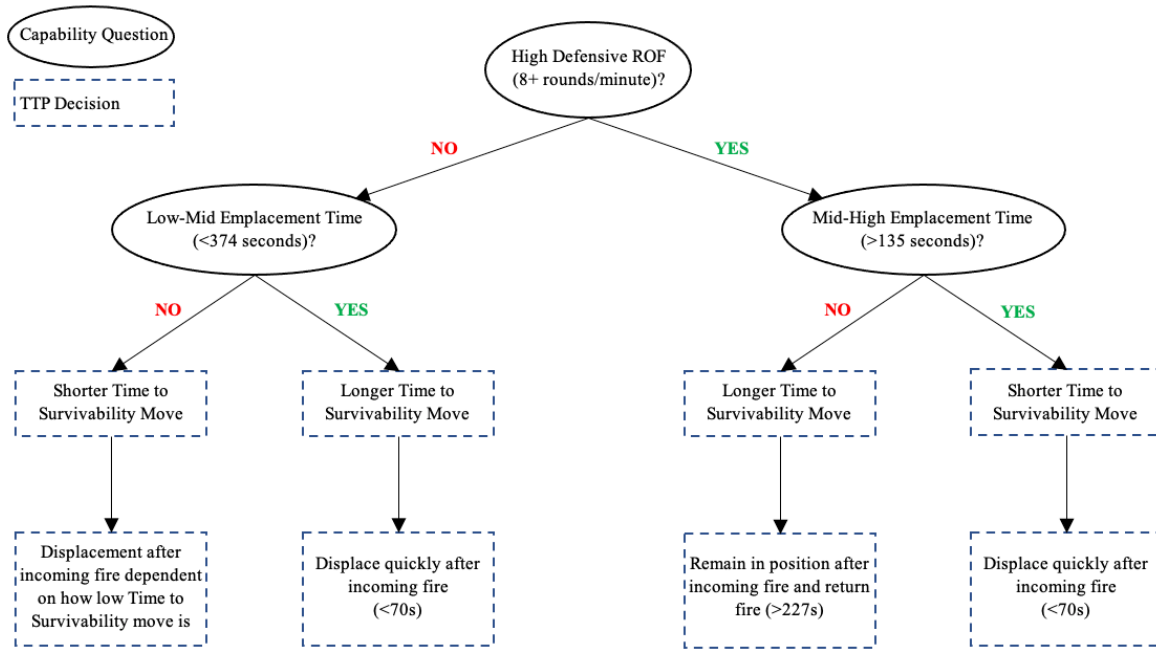 Capability Question
TTP Decision
High Defensive ROF
(8+ rounds/minute)?
NO
YES
Low-Mid Emplacement Time
(<374 seconds)?
Mid-High Emplacement Time
(>135 seconds)?
NO
YES
NO
YES
Shorter Time to
Survivability Move
Longer Time to
Survivability Move
Longer Time to
Survivability Move
Shorter Time to
Survivability Move
Displacement after
incoming fire dependent
on how low Time to
Survivability move is
Displace quickly after
incoming fire
(<70s)
Remain in position after
incoming fire and return
fire (>227s)
Displace quickly after
incoming fire
(<70s)